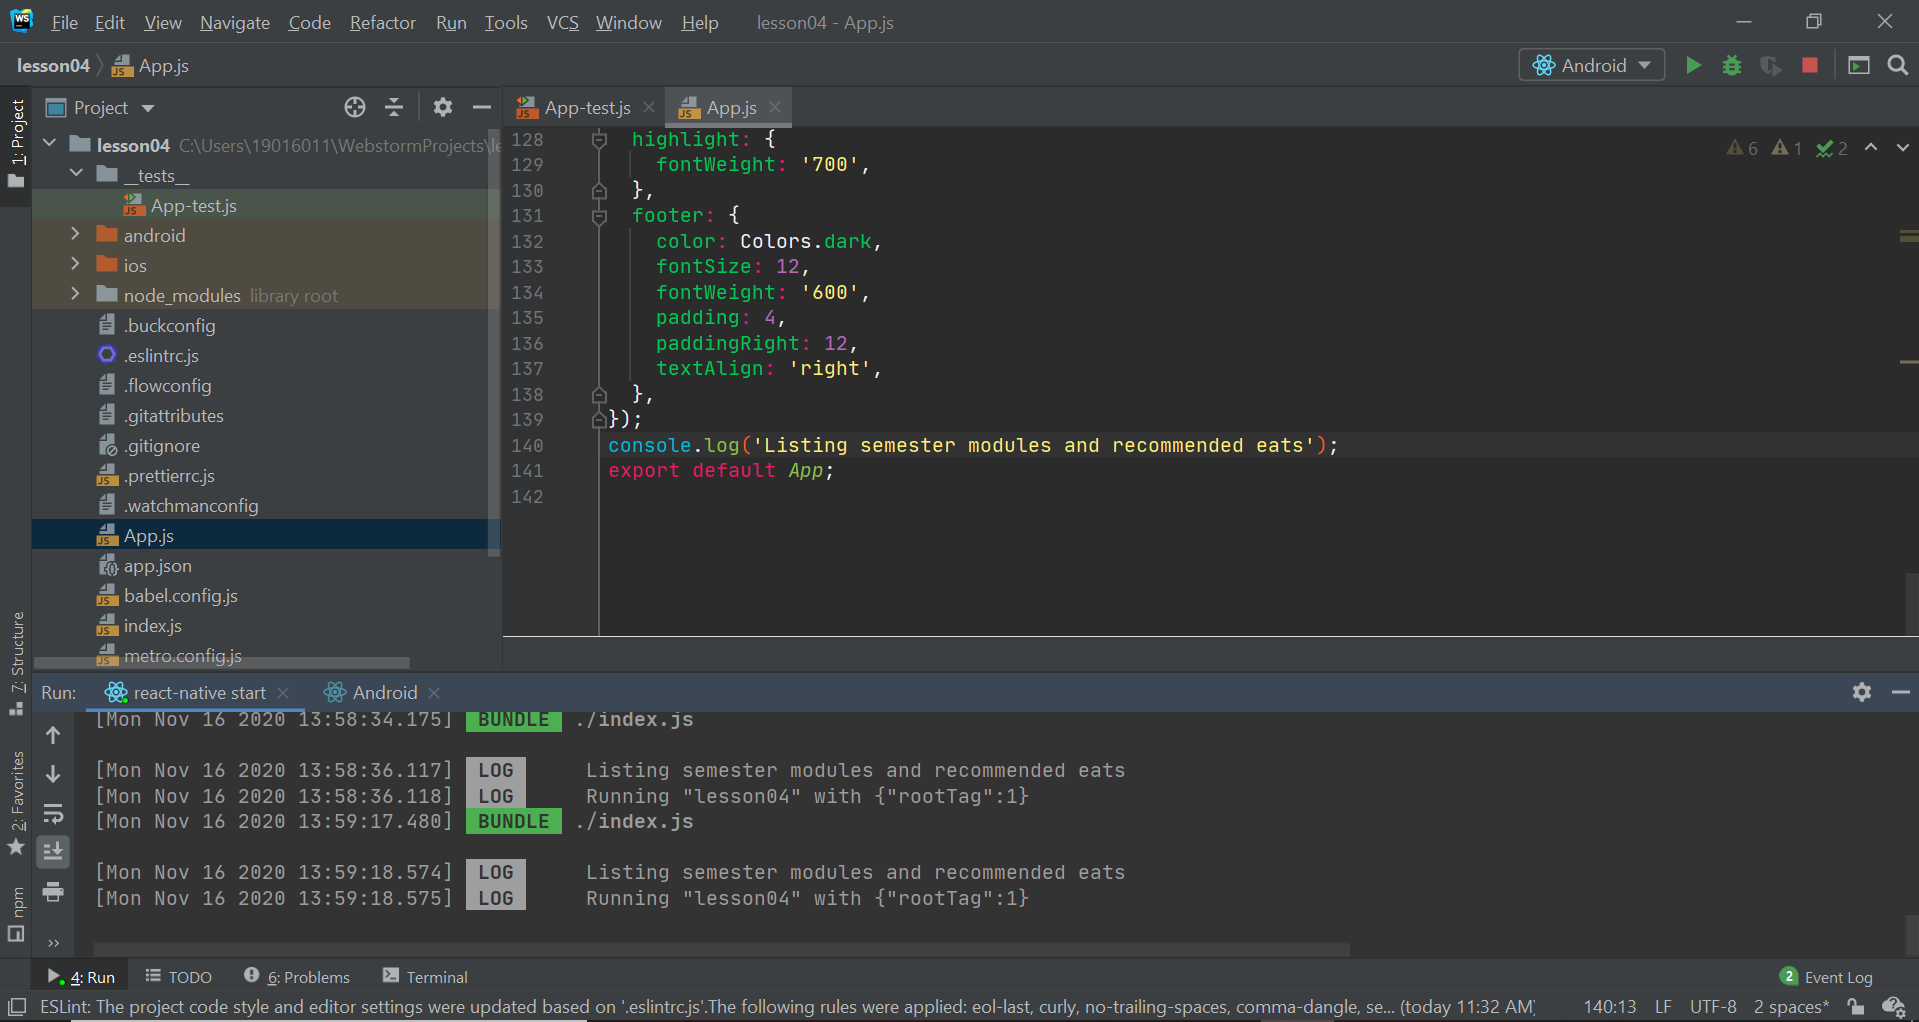 WS File Edit View Navigate Code Refactor Run Tools VCS Window Help lesson04 - App.js
lesson04 App.js Android
1: Project
Project
lesson04 C:\Users\19016011\WebstormProjects\le
__tests__
App-test.js
android
ios
node_modules library root
.buckconfig
.eslintrc.js
.flowconfig
.gitattributes
.gitignore
.prettierrc.js
.watchmanconfig
App.js
app.json
babel.config.js
index.js
metro.config.js
App-test.js App.js
6 1 2
128 highlight: {
129 fontWeight: '700',
130 },
131 footer: {
132 color: Colors.dark,
133 fontSize: 12,
134 fontWeight: '600',
135 padding: 4,
136 paddingRight: 12,
137 textAlign: 'right',
138 },
139 });
140 console.log('Listing semester modules and recommended eats');
141 export default App;
142
7: Structure
2: Favorites
npm
Run: react-native start Android
[Mon Nov 16 2020 13:58:34.175] BUNDLE ./index.js
[Mon Nov 16 2020 13:58:36.117] LOG Listing semester modules and recommended eats
[Mon Nov 16 2020 13:58:36.118] LOG Running "lesson04" with {"rootTag":1}
[Mon Nov 16 2020 13:59:17.480] BUNDLE ./index.js
[Mon Nov 16 2020 13:59:18.574] LOG Listing semester modules and recommended eats
[Mon Nov 16 2020 13:59:18.575] LOG Running "lesson04" with {"rootTag":1}
4: Run TODO 6: Problems Terminal 2 Event Log
ESLint: The project code style and editor settings were updated based on '.eslintrc.js'.The following rules were applied: eol-last, curly, no-trailing-spaces, comma-dangle, se... (today 11:32 AM) 140:13 LF UTF-8 2 spaces*